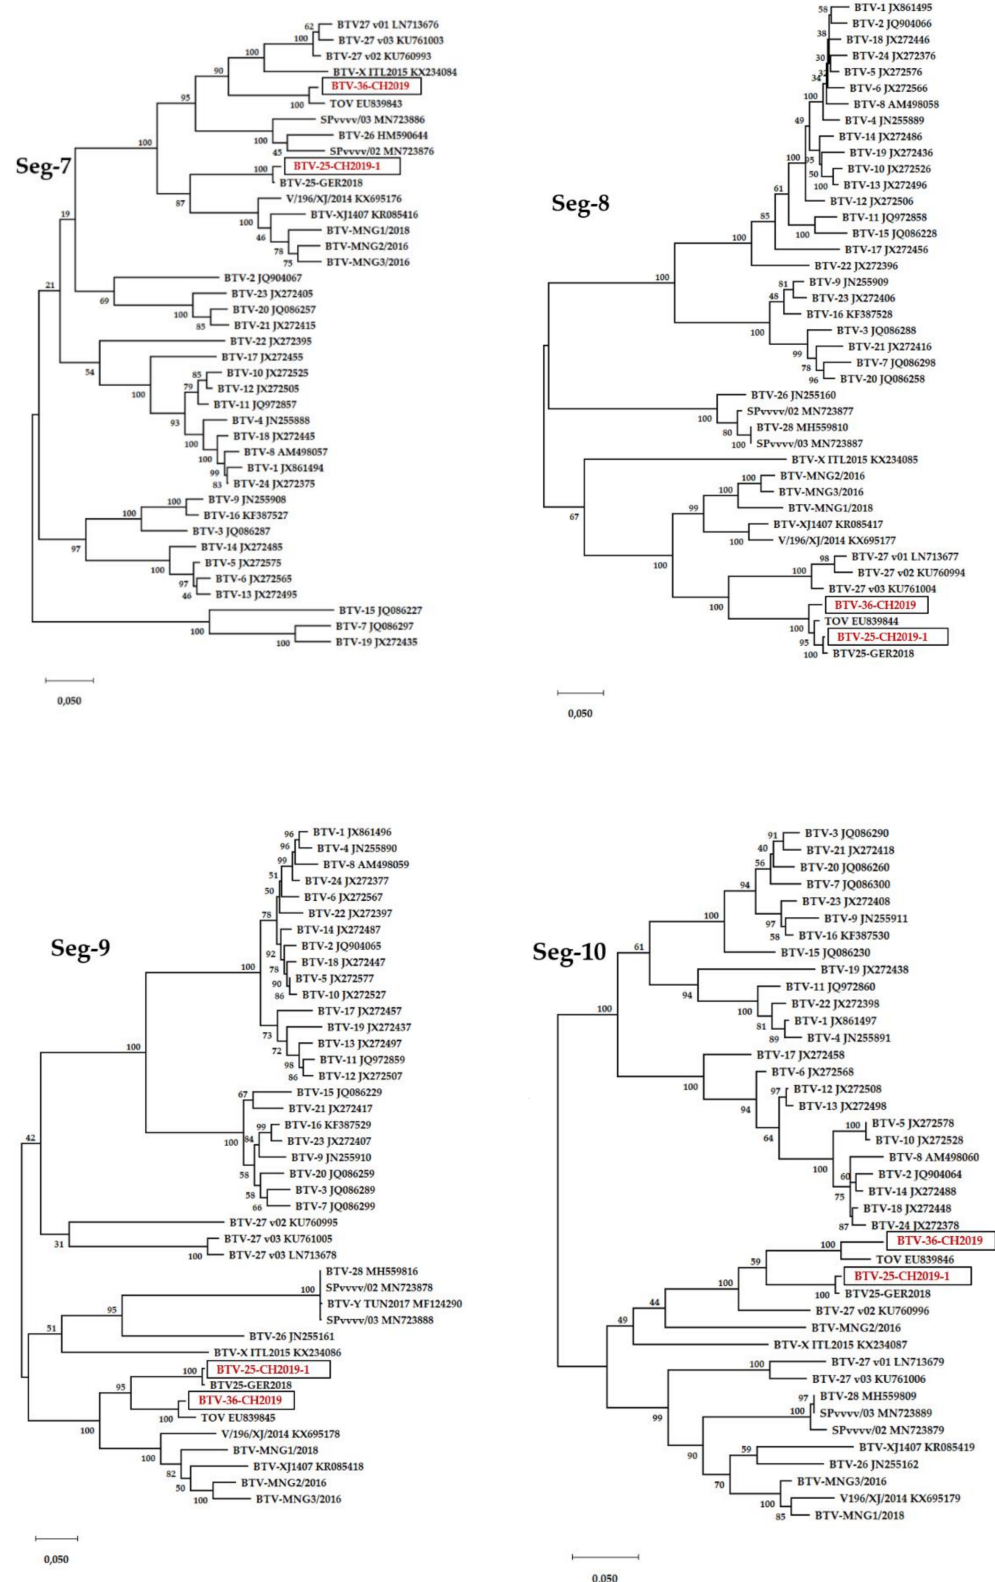 Seg-7
62
BTV27 v01 LN713676
100
BTV-27 v03 KU761003
100
BTV-27 v02 KU760993
90
BTV-X ITL2015 KX234084
BTV-36-CH2019
95
100
TOV EU839843
SPvvvv/03 MN723886
100
BTV-26 HM590644
100
45
SPvvvv/02 MN723876
BTV-25-CH2019-1
100
BTV-25-GER2018
87
V/196/XJ/2014 KX695176
BTV-XJ1407 KR085416
100
BTV-MNG1/2018
46
BTV-MNG2/2016
78
19
75
BTV-MNG3/2016
BTV-2 JQ904067
21
69
BTV-23 JX272405
BTV-20 JQ086257
100
85
BTV-21 JX272415
BTV-22 JX272395
54
BTV-17 JX272455
85
BTV-10 JX272525
79
BTV-12 JX272505
100
BTV-11 JQ972857
93
BTV-4 JN255888
BTV-18 JX272445
100
BTV-8 AM498057
100
BTV-1 JX861494
99
83
BTV-24 JX272375
100
BTV-9 JN255908
100
BTV-16 KF387527
BTV-3 JQ086287
97
BTV-14 JX272485
BTV-5 JX272575
100
97
BTV-6 JX272565
46
BTV-13 JX272495
BTV-15 JQ086227
100
BTV-7 JQ086297
100
BTV-19 JX272435
0,050
Seg-8
58
BTV-1 JX861495
BTV-2 JQ904066
38
BTV-18 JX272446
30
BTV-24 JX272376
BTV-5 JX272576
34
BTV-6 JX272566
100
BTV-8 AM498058
49
BTV-4 JN255889
BTV-14 JX272486
100
95
BTV-19 JX272436
50
BTV-10 JX272526
100
BTV-13 JX272496
61
BTV-12 JX272506
BTV-11 JQ972858
85
100
BTV-15 JQ086228
100
BTV-17 JX272456
BTV-22 JX272396
100
81
BTV-9 JN255909
48
BTV-23 JX272406
BTV-16 KF387528
100
BTV-3 JQ086288
99
BTV-21 JX272416
78
BTV-7 JQ086298
96
BTV-20 JQ086258
BTV-26 JN255160
SPvvvv/02 MN723877
100
80
BTV-28 MH559810
100
SPvvvv/03 MN723887
BTV-X ITL2015 KX234085
100
BTV-MNG2/2016
100
BTV-MNG3/2016
99
BTV-MNG1/2018
67
BTV-XJ1407 KR085417
100
V/196/XJ/2014 KX695177
100
98
BTV-27 v01 LN713677
100
BTV-27 v02 KU760994
BTV-27 v03 KU761004
100
BTV-36-CH2019
100
TOV EU839844
95
BTV-25-CH2019-1
100
BTV25-GER2018
0,050
Seg-9
96
BTV-1 JX861496
96
BTV-4 JN255890
99
BTV-8 AM498059
51
BTV-24 JX272377
50
BTV-6 JX272567
78
BTV-22 JX272397
BTV-14 JX272487
92
BTV-2 JQ904065
100
78
BTV-18 JX272447
90
BTV-5 JX272577
86
BTV-10 JX272527
BTV-17 JX272457
73
BTV-19 JX272437
72
BTV-13 JX272497
100
98
BTV-11 JQ972859
86
BTV-12 JX272507
67
BTV-15 JQ086229
BTV-21 JX272417
99
BTV-16 KF387529
100
84
BTV-23 JX272407
42
BTV-9 JN255910
58
BTV-20 JQ086259
58
BTV-3 JQ086289
66
BTV-7 JQ086299
BTV-27 v02 KU760995
31
BTV-27 v03 KU761005
100
BTV-27 v03 LN713678
BTV-28 MH559816
100
SPvvvv/02 MN723878
95
BTV-Y TUN2017 MF124290
SPvvvv/03 MN723888
51
BTV-26 JN255161
BTV-X ITL2015 KX234086
100
BTV-25-CH2019-1
95
BTV25-GER2018
BTV-36-CH2019
100
100
TOV EU839845
V/196/XJ/2014 KX695178
100
BTV-MNG1/2018
82
BTV-XJ1407 KR085418
50
BTV-MNG2/2016
100
BTV-MNG3/2016
0,050
Seg-10
91
BTV-3 JQ086290
40
BTV-21 JX272418
56
BTV-20 JQ086260
94
BTV-7 JQ086300
BTV-23 JX272408
100
97
BTV-9 JN255911
58
BTV-16 KF387530
61
BTV-15 JQ086230
BTV-19 JX272438
94
BTV-11 JQ972860
100
BTV-22 JX272398
100
81
BTV-1 JX861497
89
BTV-4 JN255891
BTV-17 JX272458
100
BTV-6 JX272568
97
BTV-12 JX272508
94
BTV-13 JX272498
64
100
BTV-5 JX272578
BTV-10 JX272528
100
BTV-8 AM498060
60
BTV-2 JQ904064
75
BTV-14 JX272488
BTV-18 JX272448
87
BTV-24 JX272378
100
BTV-36-CH2019
59
TOV EU839846
BTV-25-CH2019-1
44
100
BTV25-GER2018
BTV-27 v02 KU760996
49
BTV-MNG2/2016
BTV-X ITL2015 KX234087
BTV-27 v01 LN713679
100
BTV-27 v03 KU761006
97
BTV-28 MH559809
99
100
SPvvvv/03 MN723889
SPvvvv/02 MN723879
90
59
BTV-XJ1407 KR085419
BTV-26 JN255162
70
BTV-MNG3/2016
100
V196/XJ/2014 KX695179
85
BTV-MNG1/2018
0,050